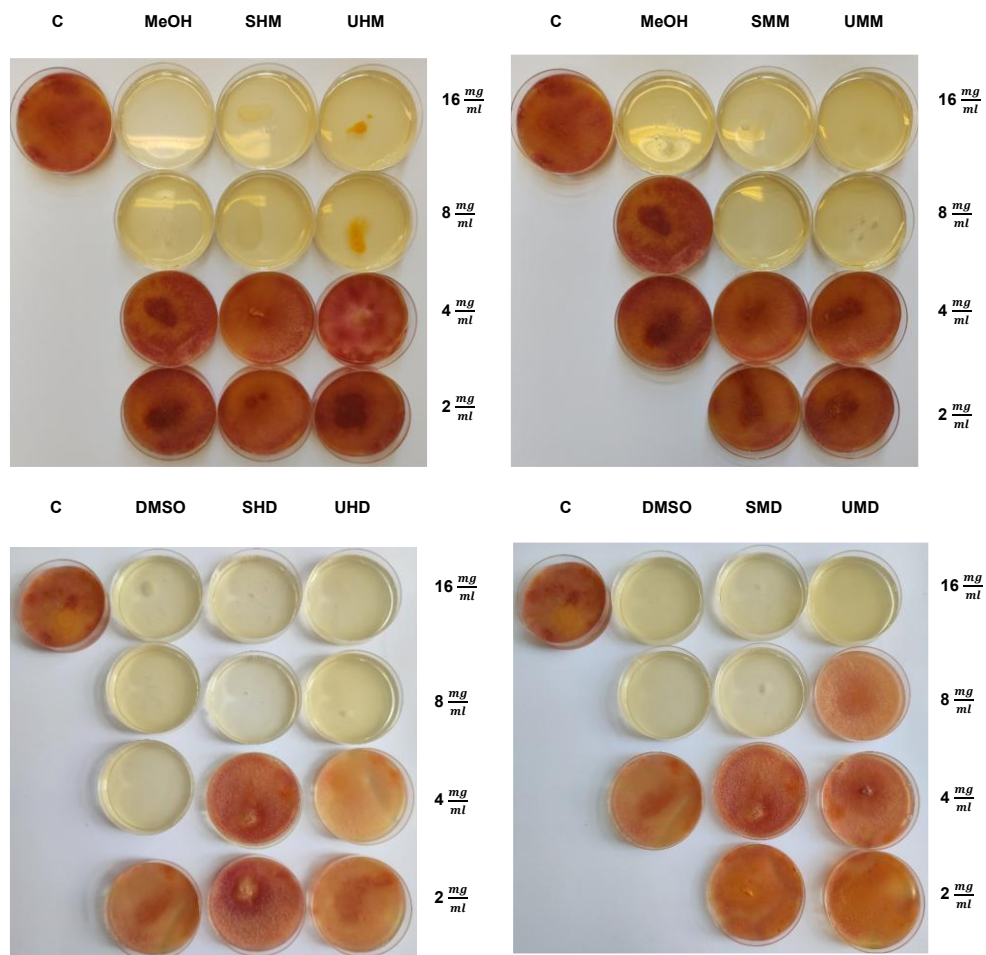 C MeOH SHM UHM
16 mg/ml
8 mg/ml
4 mg/ml
2 mg/ml
C MeOH SMM UMM
16 mg/ml
8 mg/ml
4 mg/ml
2 mg/ml
C DMSO SHD UHD
16 mg/ml
8 mg/ml
4 mg/ml
2 mg/ml
C DMSO SMD UMD
16 mg/ml
8 mg/ml
4 mg/ml
2 mg/ml